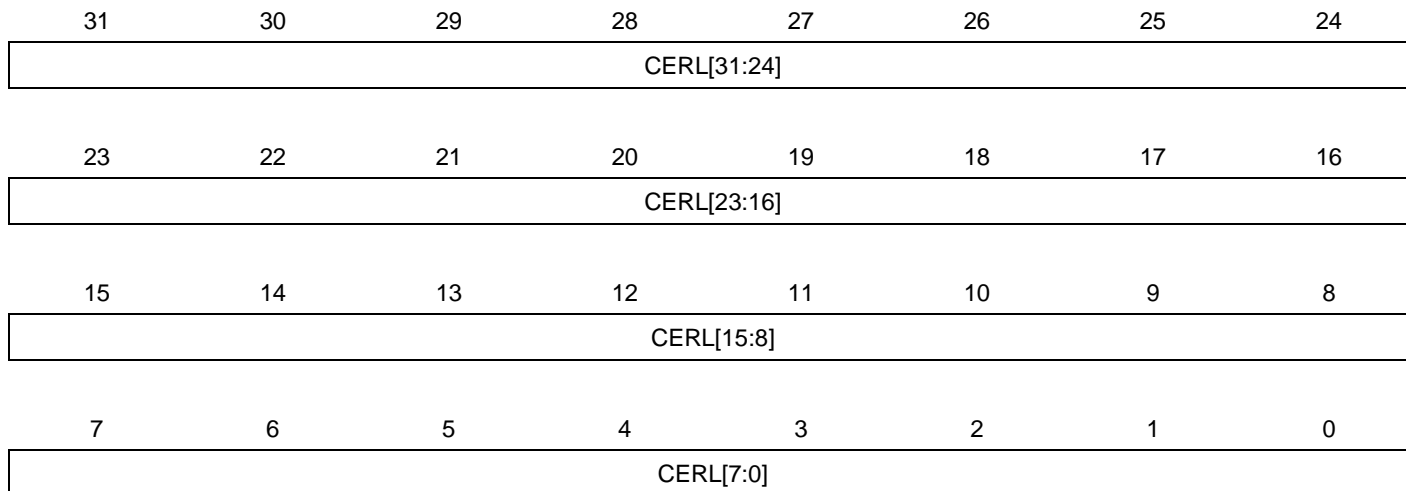 31 30 29 28 27 26 25 24
CERL[31:24]
23 22 21 20 19 18 17 16
CERL[23:16]
15 14 13 12 11 10 9 8
CERL[15:8]
7 6 5 4 3 2 1 0
CERL[7:0]